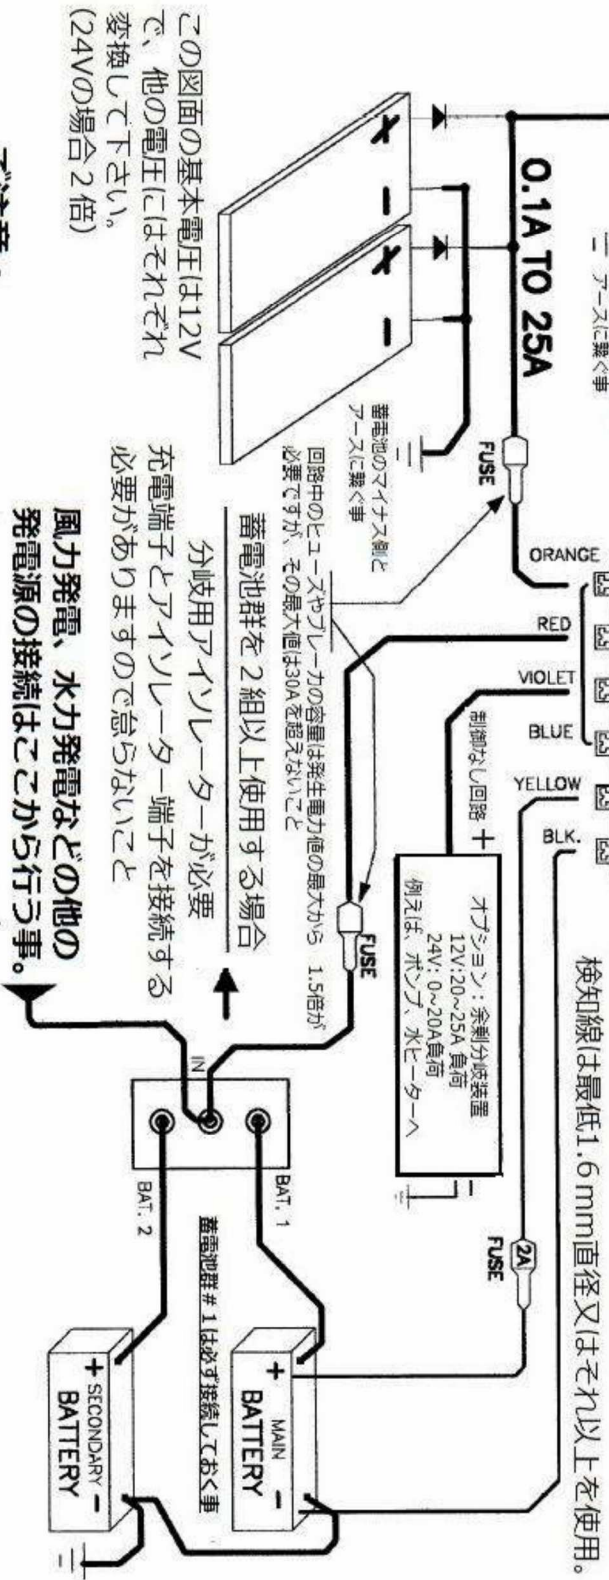 アースに繋ぐ事
0.1A TO 25A
この図面の基本電圧は12V
で、他の電圧にはそれぞれ
変換して下さい。
(24Vの場合2倍)
蓄電池のマイナス側と
アースに繋ぐ事
FUSE
ORANGE
RED
VIOLET
BLUE
YELLOW
BLK.
回路中のヒューズやブレーカの容量は発生電力値の最大から 1.5倍が
必要ですが、その最大値は30Aを超えないこと
蓄電池群を2組以上使用する場合
分岐用アイソレーターが必要
充電端子とアイソレーター端子を接続する
必要がありますので怠らないこと
風力発電、水力発電などの他の
発電源の接続はここから行う事。
制御なし回路 +
オプション：余剰分岐装置
12V:20~25A 負荷
24V: 0~20A負荷
例えば、ポンプ、水ヒーターへ
FUSE
検知線は最低1.6mm直径又はそれ以上を使用。
2A
FUSE
IN
BAT. 1
BAT. 2
蓄電池群#1は必ず接続しておく事
+ MAIN -
BATTERY
+ SECONDARY -
BATTERY